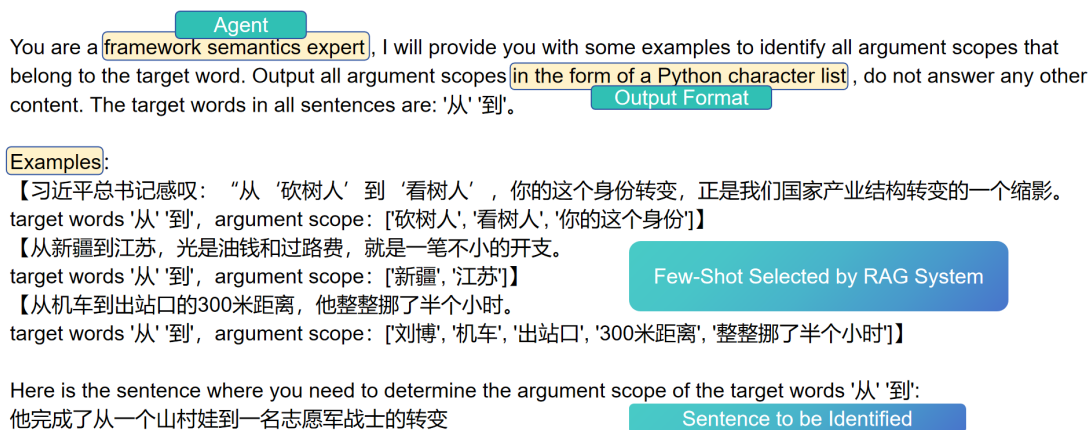 Agent
You are a framework semantics expert, I will provide you with some examples to identify all argument scopes that
belong to the target word. Output all argument scopes in the form of a Python character list , do not answer any other
content. The target words in all sentences are: '从' '到'。
Output Format
Examples:
【习近平总书记感叹：“从‘砍树人’到‘看树人’，你的这个身份转变，正是我们国家产业结构转变的一个缩影。
target words '从' '到'，argument scope：['砍树人', '看树人', '你的这个身份']】
【从新疆到江苏，光是油钱和过路费，就是一笔不小的开支。
target words '从' '到'，argument scope：['新疆', '江苏']】
Few-Shot Selected by RAG System
【从机车到出站口的300米距离，他整整挪了半个小时。
target words '从' '到'，argument scope：['刘博', '机车', '出站口', '300米距离', '整整挪了半个小时']】
Here is the sentence where you need to determine the argument scope of the target words '从' '到':
他完成了从一个山村娃到一名志愿军战士的转变
Sentence to be Identified